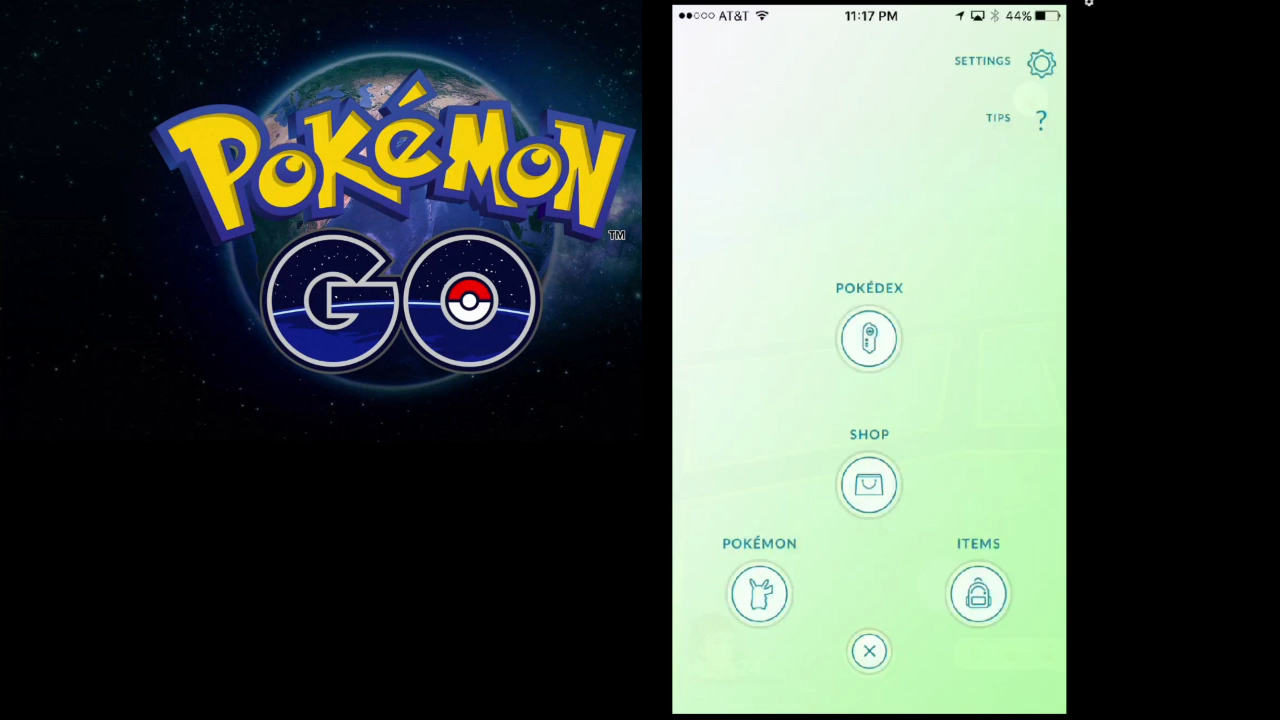 POKÉMON
™
GO
AT&T 11:17 PM 44%
SETTINGS
TIPS ?
POKÉDEX
SHOP
POKÉMON ITEMS